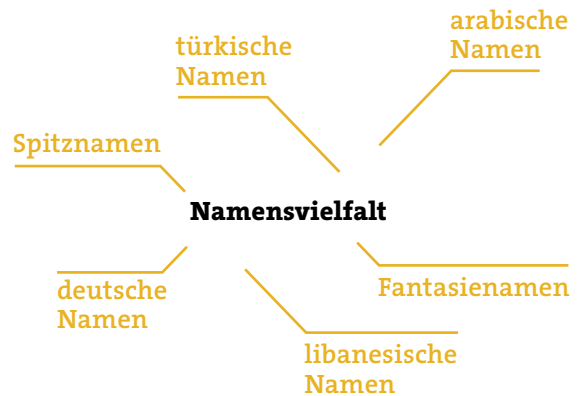 arabische
Namen
türkische
Namen
Spitznamen
Namensvielfalt
deutsche
Namen
Fantasienamen
libanesische
Namen